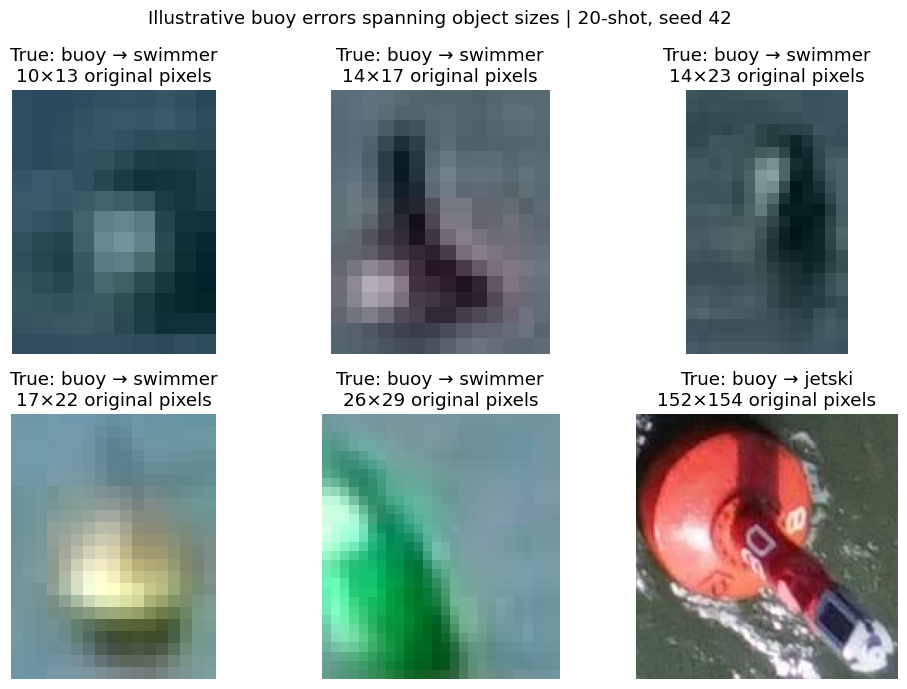 Illustrative buoy errors spanning object sizes | 20-shot, seed 42
True: buoy → swimmer
10×13 original pixels
True: buoy → swimmer
14×17 original pixels
True: buoy → swimmer
14×23 original pixels
True: buoy → swimmer
17×22 original pixels
True: buoy → swimmer
26×29 original pixels
True: buoy → jetski
152×154 original pixels